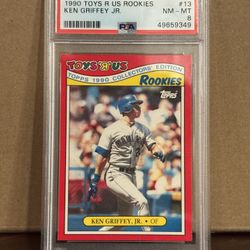 1990 TOYS R US ROOKIES #13
KEN GRIFFEY JR. NM - MT
PSA 8
49659349
TOYS "R" US
TOPPS 1990 COLLECTORS' EDITION
ROOKIES
Topps
KEN GRIFFEY, JR. • OF